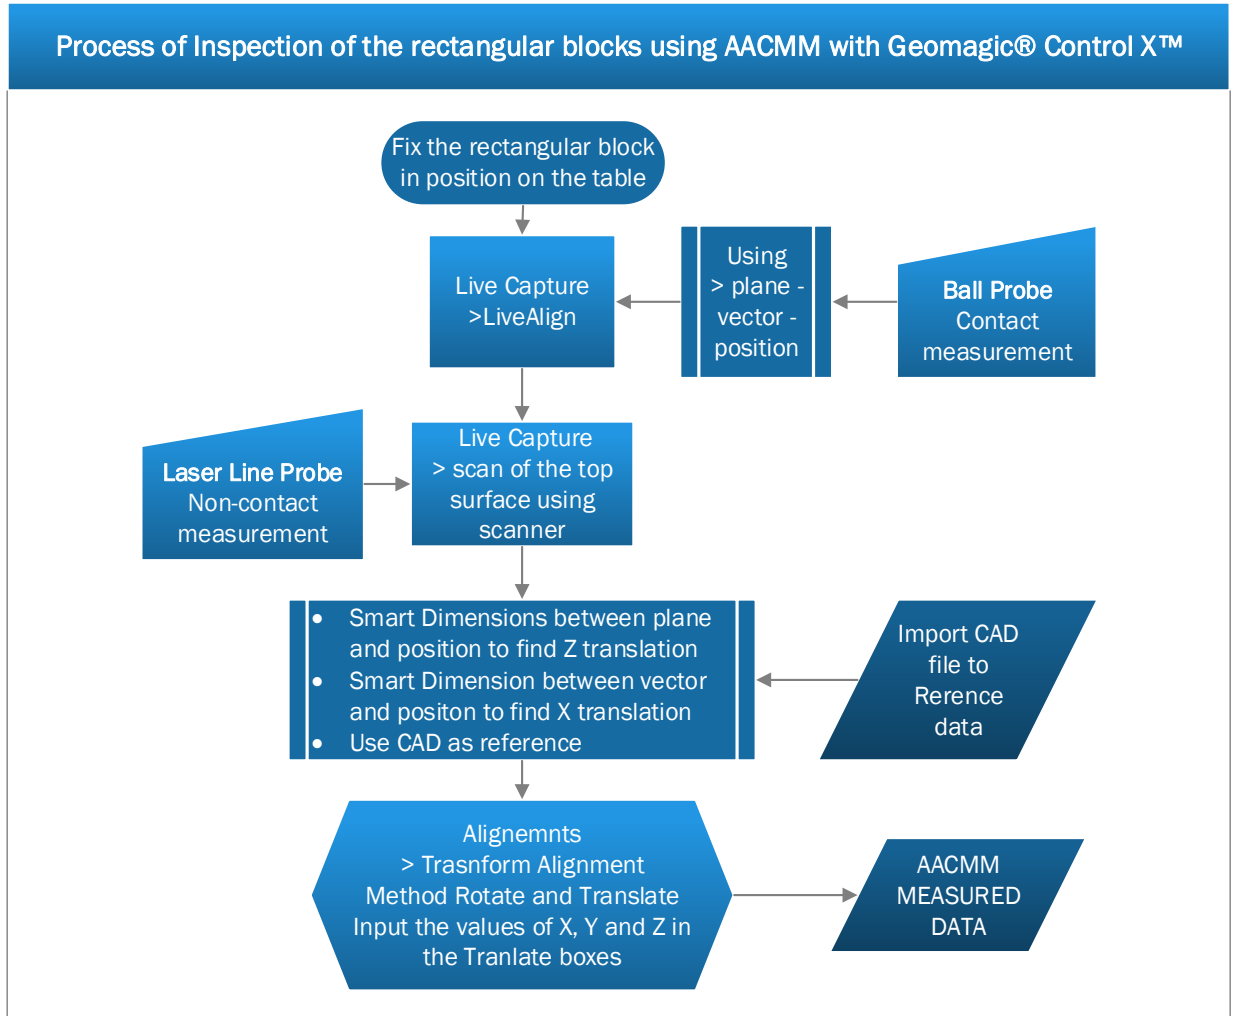 Process of Inspection of the rectangular blocks using AACMM with Geomagic® Control X™
Fix the rectangular block
in position on the table
Live Capture
>LiveAlign
Using
> plane -
vector -
position
Ball Probe
Contact
measurement
Laser Line Probe
Non-contact
measurement
Live Capture
> scan of the top
surface using
scanner
• Smart Dimensions between plane
and position to find Z translation
• Smart Dimension between vector
and positon to find X translation
• Use CAD as reference
Import CAD
file to
Rerence
data
Alignemnts
> Trasnform Alignment
Method Rotate and Translate
Input the values of X, Y and Z in
the Tranlate boxes
AACMM
MEASURED
DATA